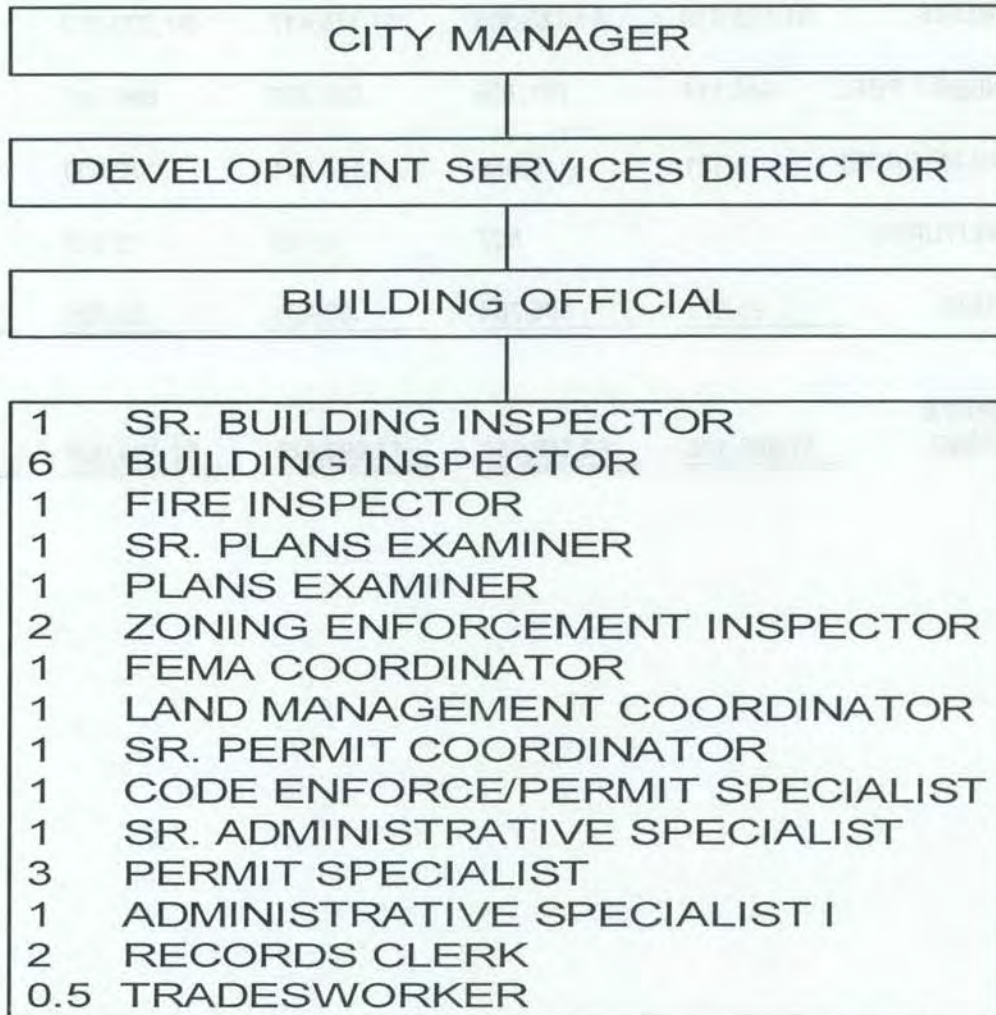 CITY MANAGER
DEVELOPMENT SERVICES DIRECTOR
BUILDING OFFICIAL
1 SR. BUILDING INSPECTOR
6 BUILDING INSPECTOR
1 FIRE INSPECTOR
1 SR. PLANS EXAMINER
1 PLANS EXAMINER
2 ZONING ENFORCEMENT INSPECTOR
1 FEMA COORDINATOR
1 LAND MANAGEMENT COORDINATOR
1 SR. PERMIT COORDINATOR
1 CODE ENFORCE/PERMIT SPECIALIST
1 SR. ADMINISTRATIVE SPECIALIST
3 PERMIT SPECIALIST
1 ADMINISTRATIVE SPECIALIST I
2 RECORDS CLERK
0.5 TRADESWORKER